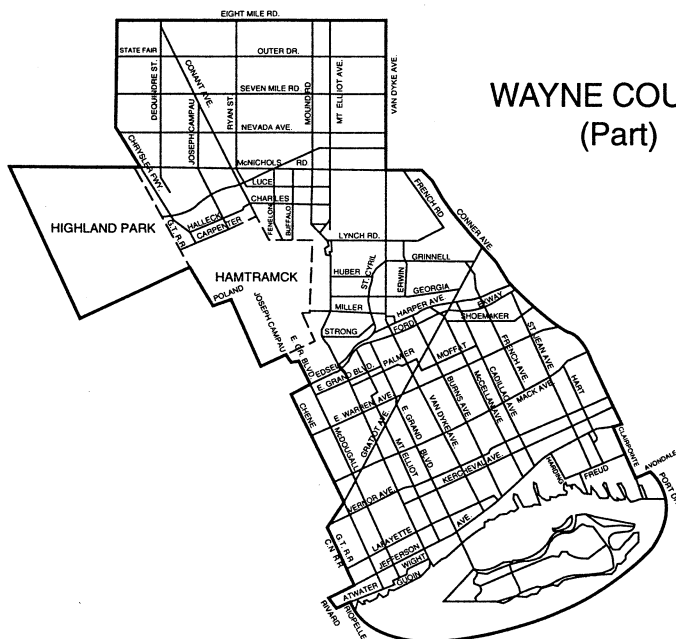 EIGHT MILE RD.
STATE FAIR
OUTER DR.
DEQUINDRE ST.
CONANT AVE.
RYAN ST.
MOUND RD
MT ELLIOT AVE.
VAN DYKE AVE.
SEVEN MILE RD.
JOSEPH CAMPAU
NEVADA AVE.
WAYNE COU
(Part)
CHRYSLER FWY.
McNICHOLS RD
LUCE
CHARLES
FENELON
BUFFALO
FRENCH RD
CONNER AVE.
HIGHLAND PARK
G.T. R.R
HALLECK
CARPENTER
LYNCH RD.
HAMTRAMCK
GRINNELL
HUBER
ST. CYRIL
ERWIN
GEORGIA
POLAND
JOSEPH CAMPAU
MILLER
HARPER AVE.
EKWAY
STRONG
FORD
SHOEMAKER
E. GR. BLVD.
EDSEL
E GRAND BLVD.
PALMER
MOFFAT
FRENCH AVE.
ST. JEAN AVE.
CHENE
E WARREN AVE.
BURNS AVE.
McCLELLAN AVE.
CADILLAC AVE.
MACK AVE.
HART
McDOUGALL
GRATIOT AVE.
MT ELLIOT
E. GRAND BLVD
VAN DYKE AVE.
KERCHEVAL AVE.
CLAIRPOINTE
AVONDALE
HARDING
FREUD
PORT DR.
VERNOR AVE.
G.T. R.R
C.N. R.R
LAFAYETTE AVE.
JEFFERSON
WIGHT
GUOIN
ATWATER
RIVARD
RIOPELLE